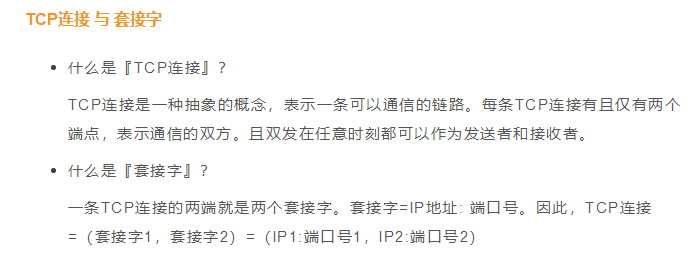 TCP连接 与 套接字
什么是『TCP连接』？
TCP连接是一种抽象的概念，表示一条可以通信的链路。每条TCP连接有且仅有两个
端点，表示通信的双方。且双发在任意时刻都可以作为发送者和接收者。
什么是『套接字』？
一条TCP连接的两端就是两个套接字。套接字=IP地址: 端口号。因此，TCP连接
=（套接字1，套接字2）=（IP1:端口号1，IP2:端口号2）